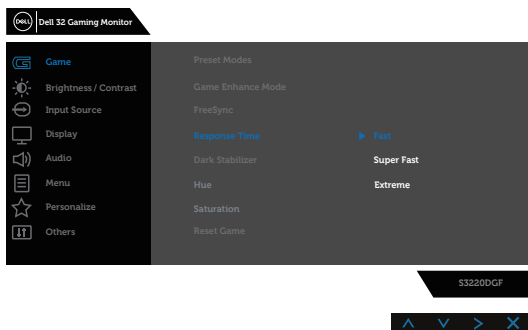 DELL Dell 32 Gaming Monitor
Game
Brightness / Contrast
Input Source
Display
Audio
Menu
Personalize
Others
Preset Modes
Game Enhance Mode
FreeSync
Response Time
Dark Stabilizer
Hue
Saturation
Reset Game
Fast
Super Fast
Extreme
S3220DGF